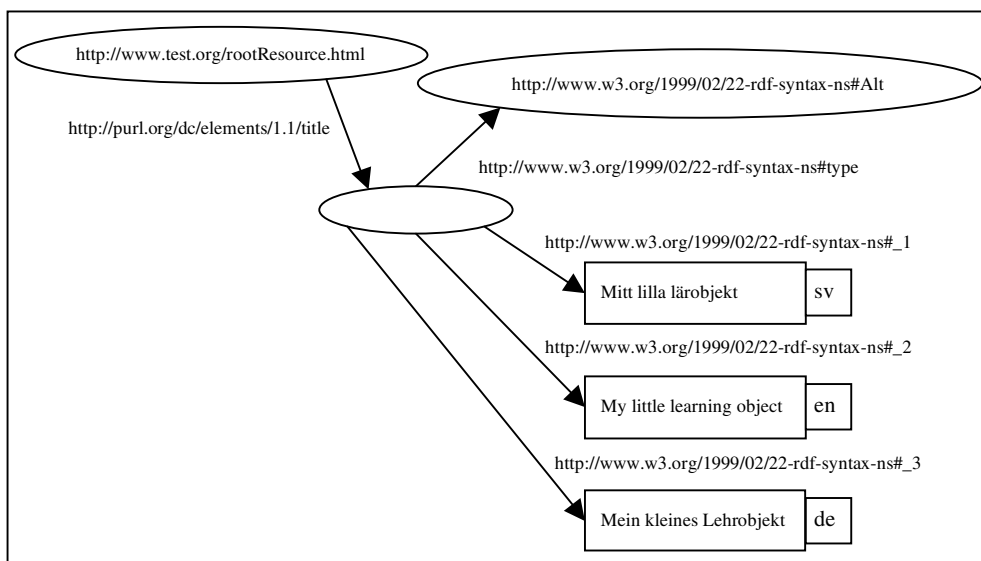 http://www.test.org/rootResource.html
http://www.w3.org/1999/02/22-rdf-syntax-ns#Alt
http://purl.org/dc/elements/1.1/title
http://www.w3.org/1999/02/22-rdf-syntax-ns#type
http://www.w3.org/1999/02/22-rdf-syntax-ns#_1
Mitt lilla lärobjekt sv
http://www.w3.org/1999/02/22-rdf-syntax-ns#_2
My little learning object en
http://www.w3.org/1999/02/22-rdf-syntax-ns#_3
Mein kleines Lehrobjekt de